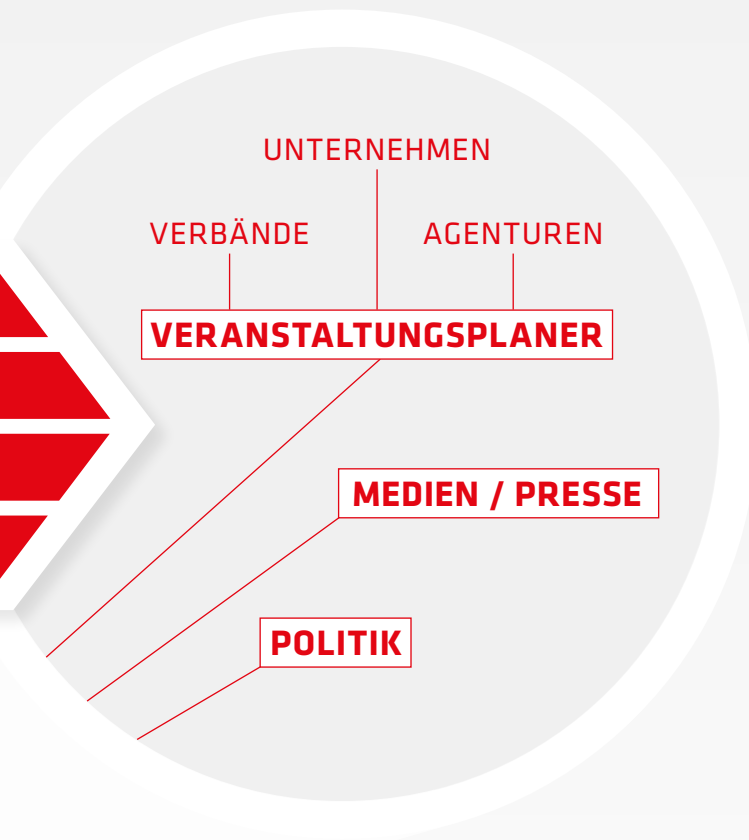 UNTERNEHMEN
VERBÄNDE AGENTUREN
VERANSTALTUNGSPLANER
MEDIEN / PRESSE
POLITIK